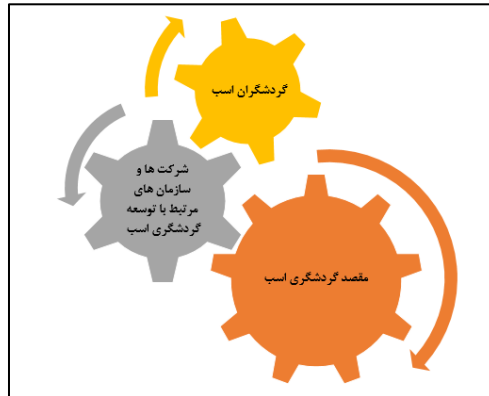 گردشگران اسب
شرکت ها و
سازمان های
مرتبط با توسعه
گردشگری اسب
مقصد گردشگری اسب